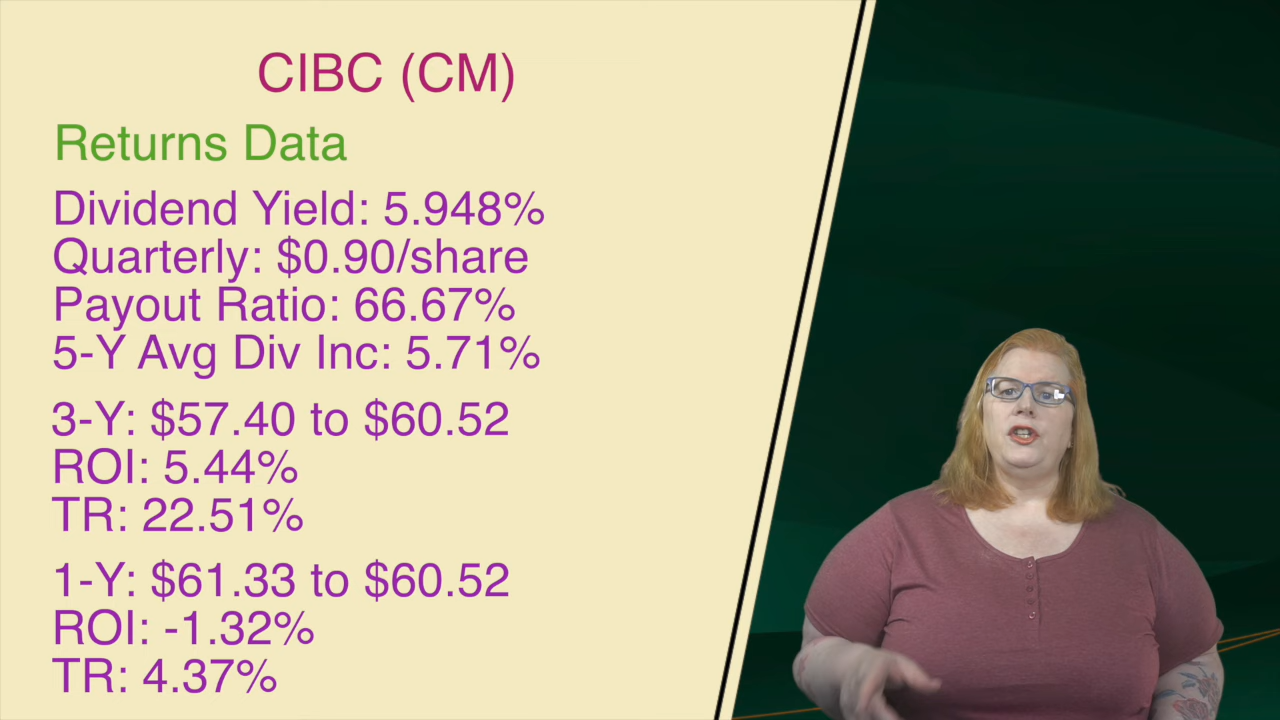 CIBC (CM)
Returns Data
Dividend Yield: 5.948%
Quarterly: $0.90/share
Payout Ratio: 66.67%
5-Y Avg Div Inc: 5.71%
3-Y: $57.40 to $60.52
ROI: 5.44%
TR: 22.51%
1-Y: $61.33 to $60.52
ROI: -1.32%
TR: 4.37%